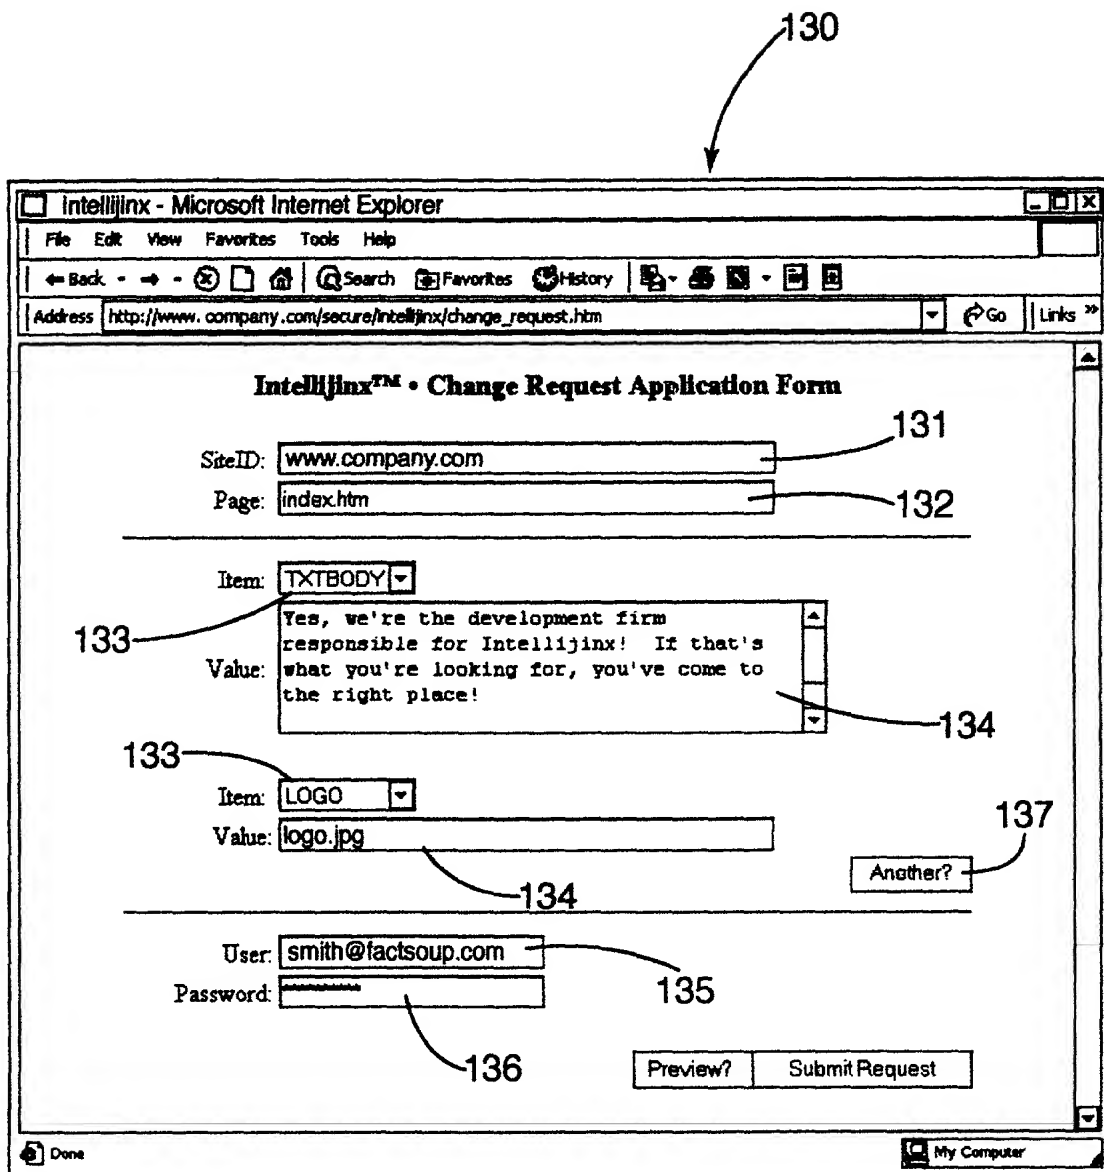 130
Intellijinx - Microsoft Internet Explorer
File Edit View Favorites Tools Help
Back Search Favorites History
Address http://www.company.com/secure/intellijinx/change_request.htm Go Links »
Intellijinx™ • Change Request Application Form
131
SiteID: www.company.com
Page: index.htm
132
Item: TXTBODY
133
Value: Yes, we're the development firm
responsible for Intellijinx! If that's
what you're looking for, you've come to
the right place!
134
133
Item: LOGO
Value: logo.jpg
137
Another?
134
User: smith@factsoup.com
135
Password:
136
Preview? Submit Request
Done My Computer